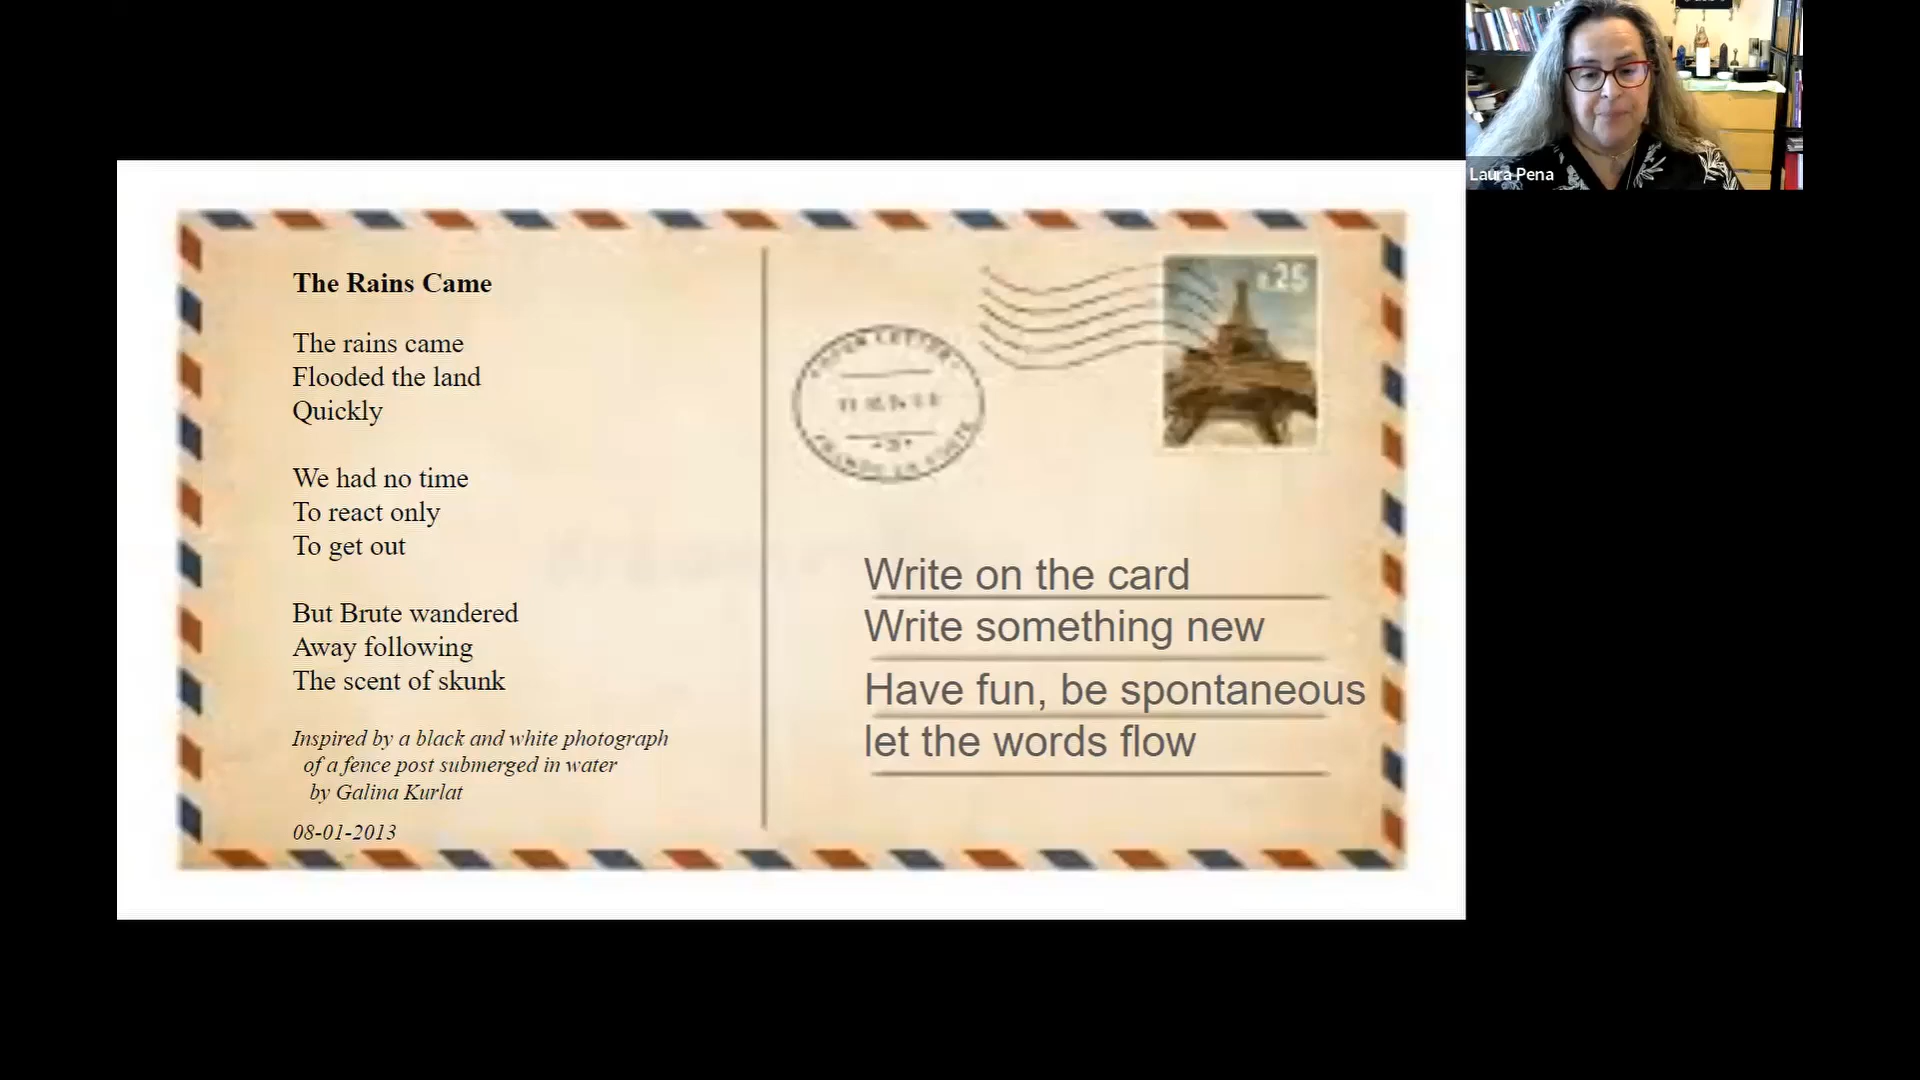 The Rains Came
The rains came
Flooded the land
Quickly
We had no time
To react only
To get out
But Brute wandered
Away following
The scent of skunk
Inspired by a black and white photograph
of a fence post submerged in water
by Galina Kurlat
08-01-2013
25
Write on the card
Write something new
Have fun, be spontaneous
let the words flow
Laura Pena